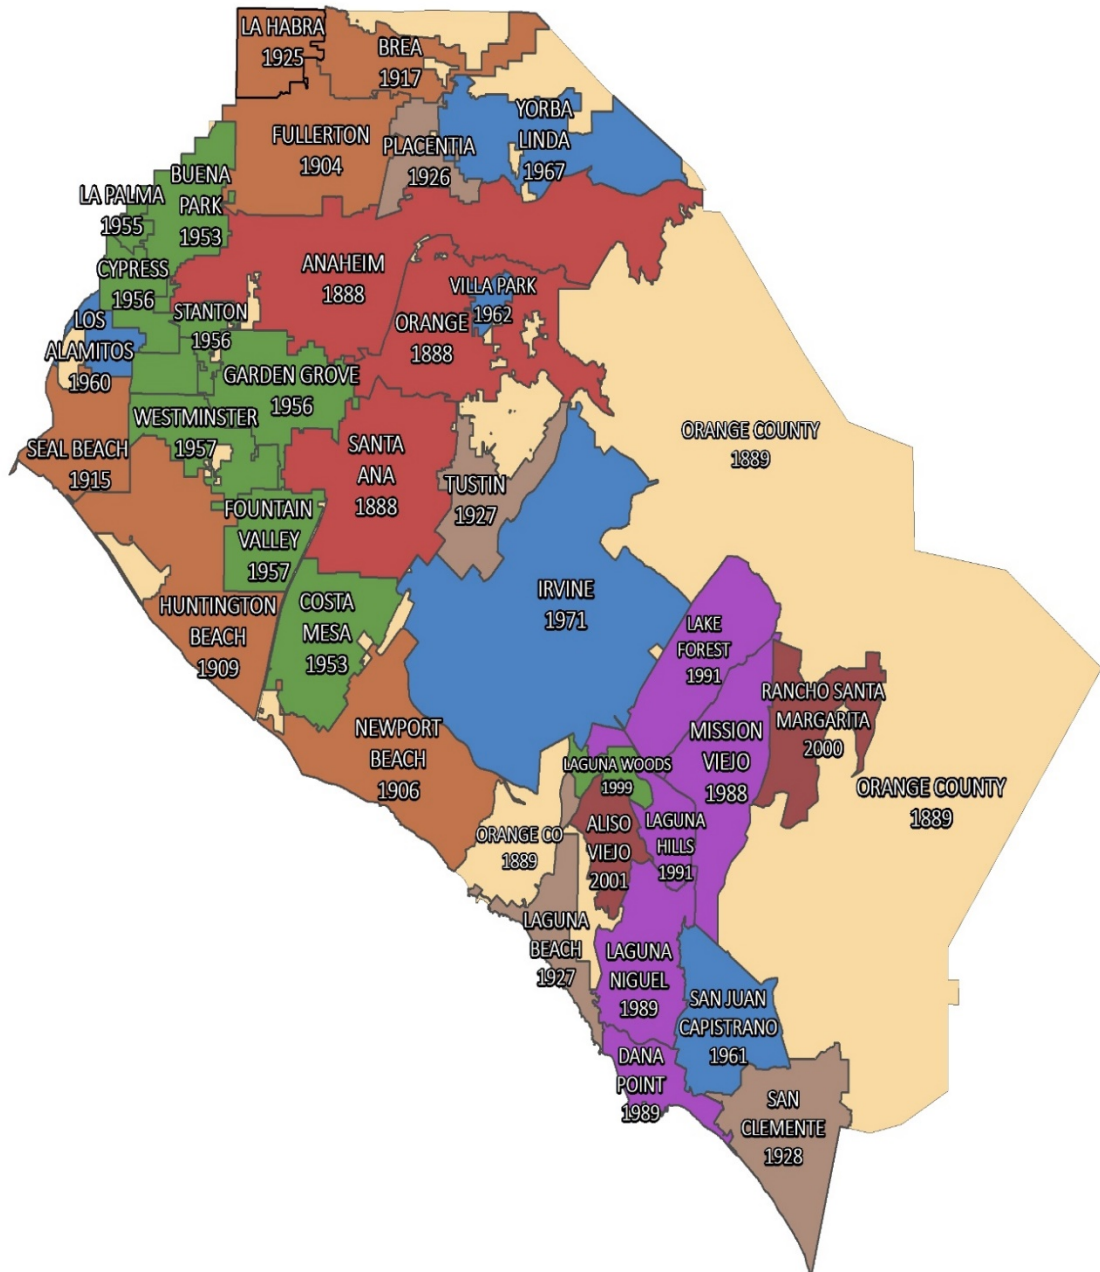 LA HABRA
1925
BREA
1917
YORBA
LINDA
1967
FULLERTON
1904
PLACENTIA
1926
BUENA
PARK
1953
LA PALMA
1955
CYPRESS
1956
ANAHEIM
1888
VILLA PARK
1962
STANTON
1956
ORANGE
1888
LOS
ALAMITOS
1960
GARDEN GROVE
1956
WESTMINSTER
1957
ORANGE COUNTY
1889
SEAL BEACH
1915
SANTA
ANA
1888
TUSTIN
1927
FOUNTAIN
VALLEY
1957
IRVINE
1971
HUNTINGTON
BEACH
1909
COSTA
MESA
1953
LAKE
FOREST
1991
RANCHO SANTA
MARGARITA
2000
NEWPORT
BEACH
1906
MISSION
VIEJO
1988
LAGUNA WOODS
1999
ORANGE COUNTY
1889
ORANGE CO
1889
ALISO
VIEJO
2001
LAGUNA
HILLS
1991
LAGUNA
BEACH
1927
LAGUNA
NIGUEL
1989
SAN JUAN
CAPISTRANO
1961
DANA
POINT
1989
SAN
CLEMENTE
1928